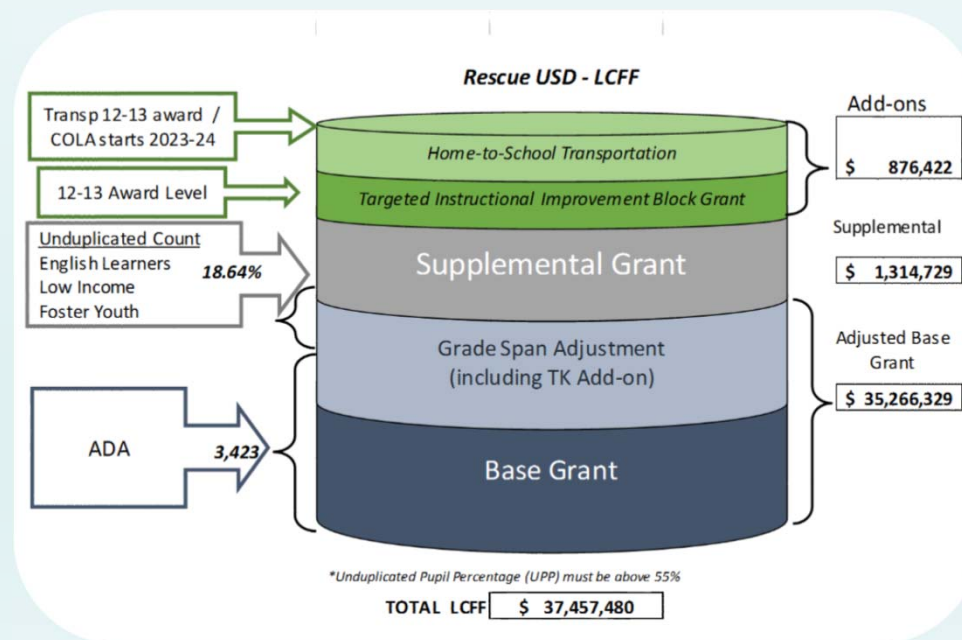 Rescue USD - LCFF
Transp 12-13 award /
COLA starts 2023-24
12-13 Award Level
Unduplicated Count
English Learners
Low Income
Foster Youth
18.64%
ADA
3,423
Home-to-School Transportation
Targeted Instructional Improvement Block Grant
Supplemental Grant
Grade Span Adjustment
(including TK Add-on)
Base Grant
Add-ons
$ 876,422
Supplemental
$ 1,314,729
Adjusted Base
Grant
$ 35,266,329
*Unduplicated Pupil Percentage (UPP) must be above 55%
TOTAL LCFF $ 37,457,480